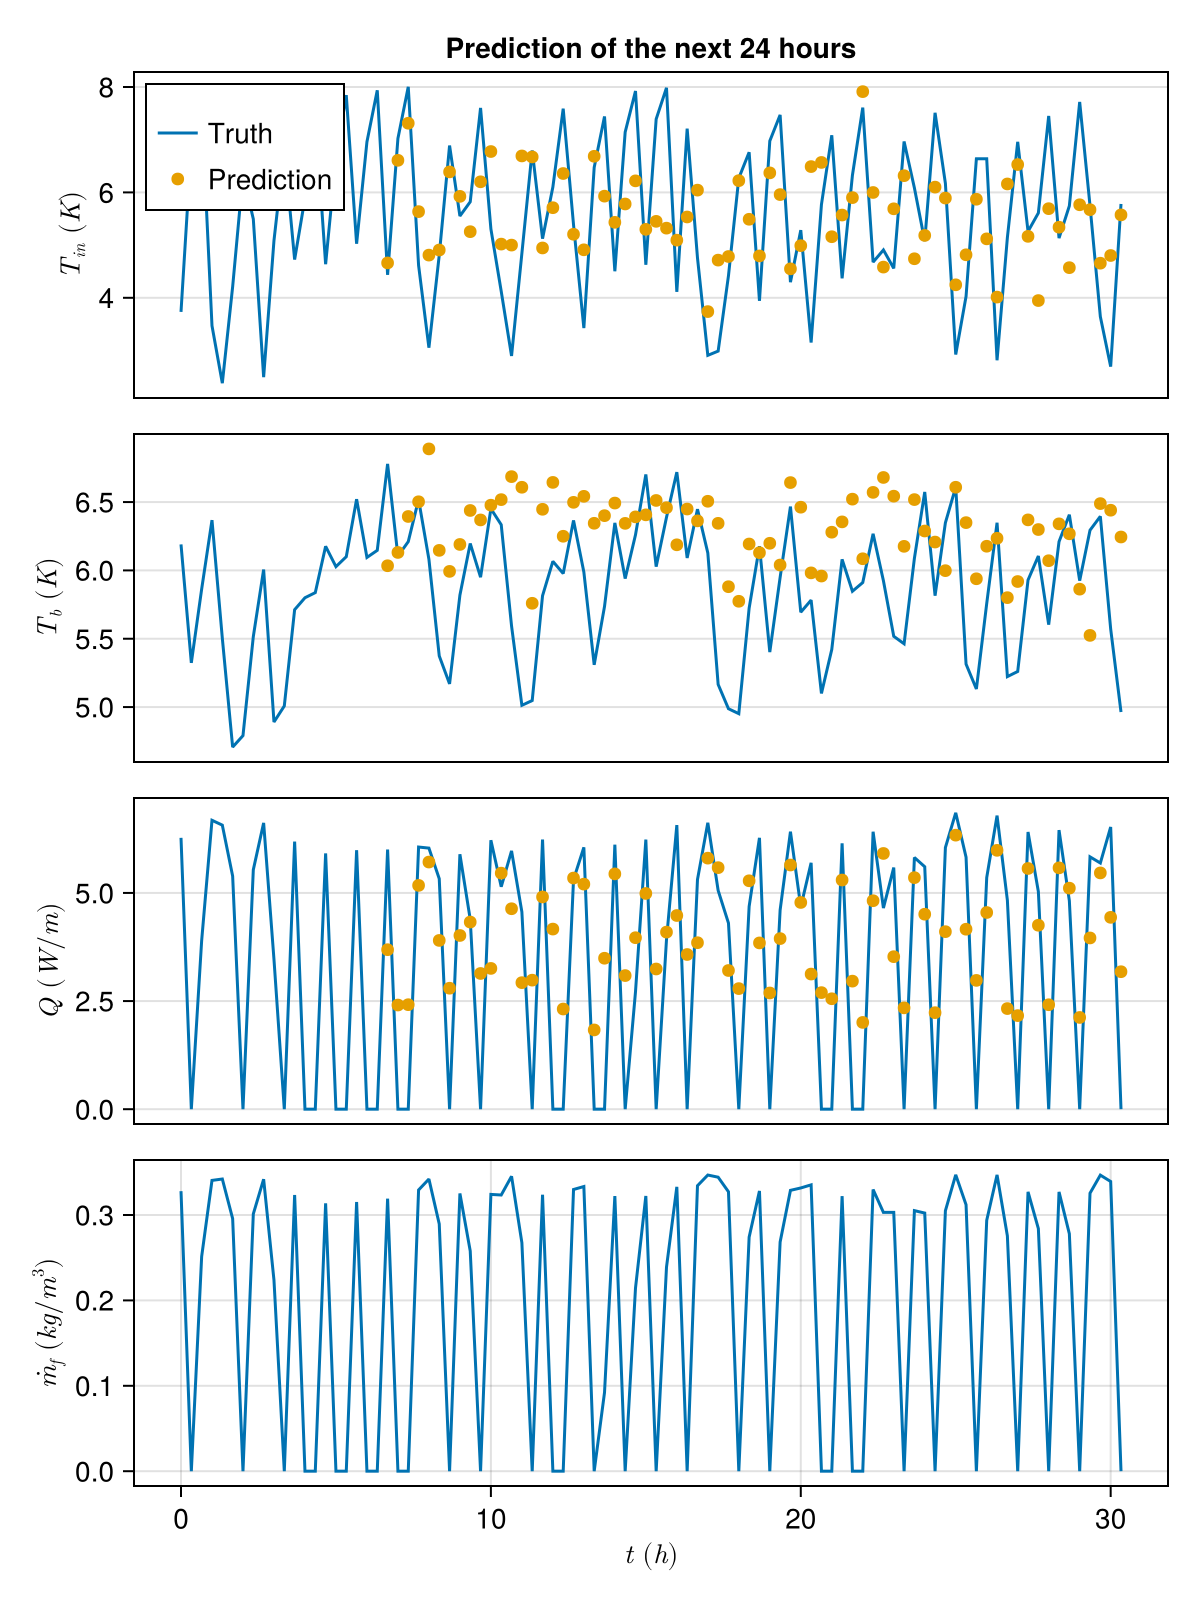 Prediction of the next 24 hours
Truth
Prediction
8
6
4
T_in (K)
6.5
6.0
5.5
5.0
T_b (K)
5.0
2.5
0.0
Q (W/m)
0.3
0.2
0.1
0.0
ṁ_f (kg/m³)
0
10
20
30
t (h)